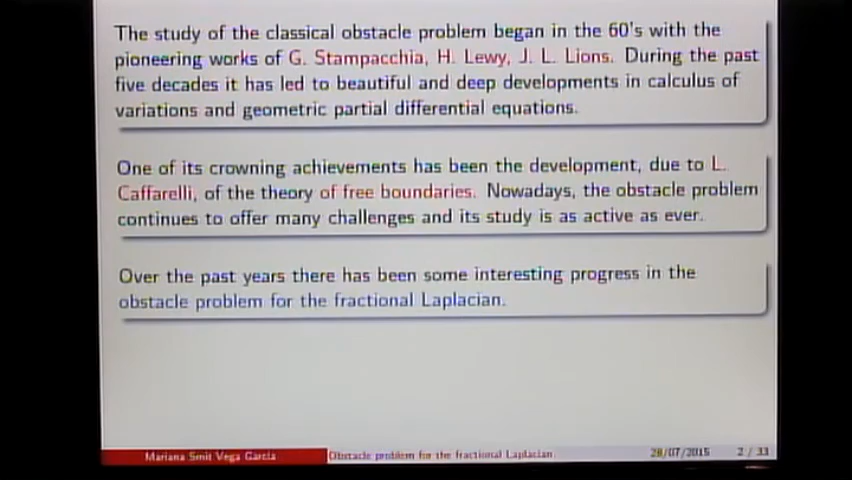 The study of the classical obstacle problem began in the 60's with the
pioneering works of G. Stampacchia, H. Lewy, J. L. Lions. During the past
five decades it has led to beautiful and deep developments in calculus of
variations and geometric partial differential equations.
One of its crowning achievements has been the development, due to L.
Caffarelli, of the theory of free boundaries. Nowadays, the obstacle problem
continues to offer many challenges and its study is as active as ever.
Over the past years there has been some interesting progress in the
obstacle problem for the fractional Laplacian.
Mariana Smit Vega Garcia Obstacle problem for the fractional Laplacian 28/07/2015 2 / 33